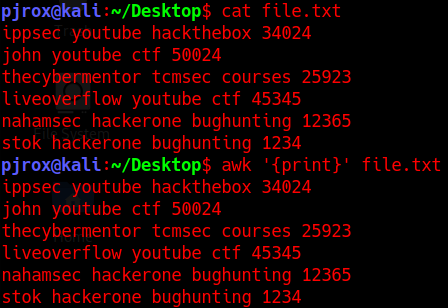 pjrox@kali:~/Desktop$ cat file.txt
ippsec youtube hackthebox 34024
john youtube ctf 50024
thecybermentor tcmsec courses 25923
liveoverflow youtube ctf 45345
nahamsec hackerone bughunting 12365
stok hackerone bughunting 1234
pjrox@kali:~/Desktop$ awk '{print}' file.txt
ippsec youtube hackthebox 34024
john youtube ctf 50024
thecybermentor tcmsec courses 25923
liveoverflow youtube ctf 45345
nahamsec hackerone bughunting 12365
stok hackerone bughunting 1234